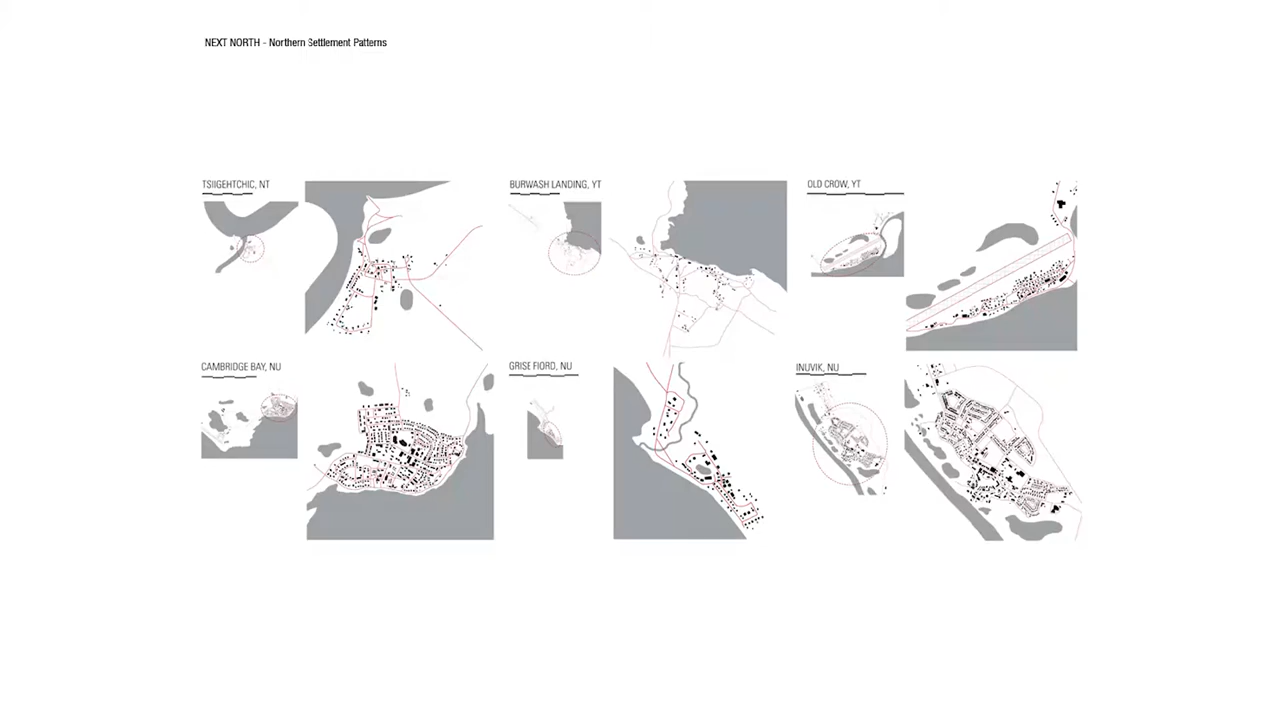 NEXT NORTH - Northern Settlement Patterns
TSIIGEHTCHIC, NT
BURWASH LANDING, YT
OLD CROW, YT
CAMBRIDGE BAY, NU
GRISE FIORD, NU
INUVIK, NU